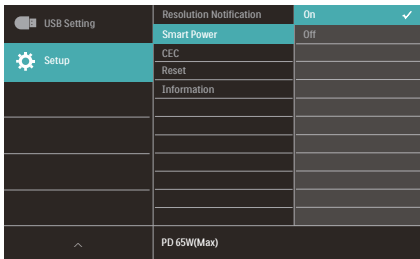 USB Setting
Setup
Resolution Notification
Smart Power
CEC
Reset
Information
On
Off
PD 65W(Max)